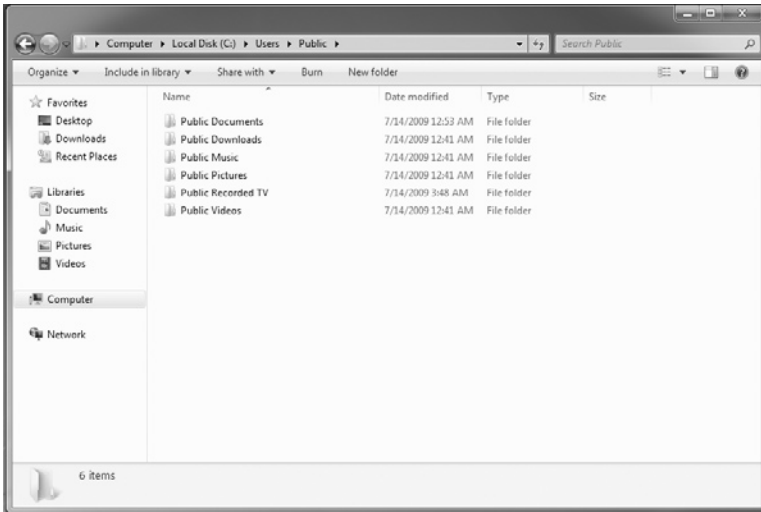 Computer ▸ Local Disk (C:) ▸ Users ▸ Public ▸ Search Public
Organize Include in library Share with Burn New folder
Favorites
Desktop
Downloads
Recent Places
Libraries
Documents
Music
Pictures
Videos
Computer
Network
Name Date modified Type Size
Public Documents 7/14/2009 12:53 AM File folder
Public Downloads 7/14/2009 12:41 AM File folder
Public Music 7/14/2009 12:41 AM File folder
Public Pictures 7/14/2009 12:41 AM File folder
Public Recorded TV 7/14/2009 3:48 AM File folder
Public Videos 7/14/2009 12:41 AM File folder
6 items